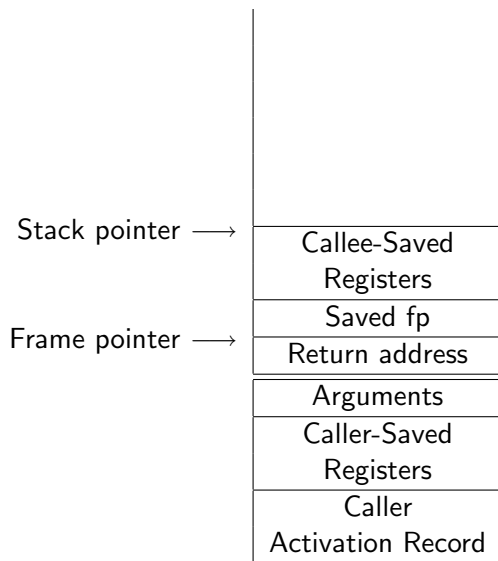 Stack pointer ⟶
Callee-Saved
Registers
Saved fp
Frame pointer ⟶
Return address
Arguments
Caller-Saved
Registers
Caller
Activation Record